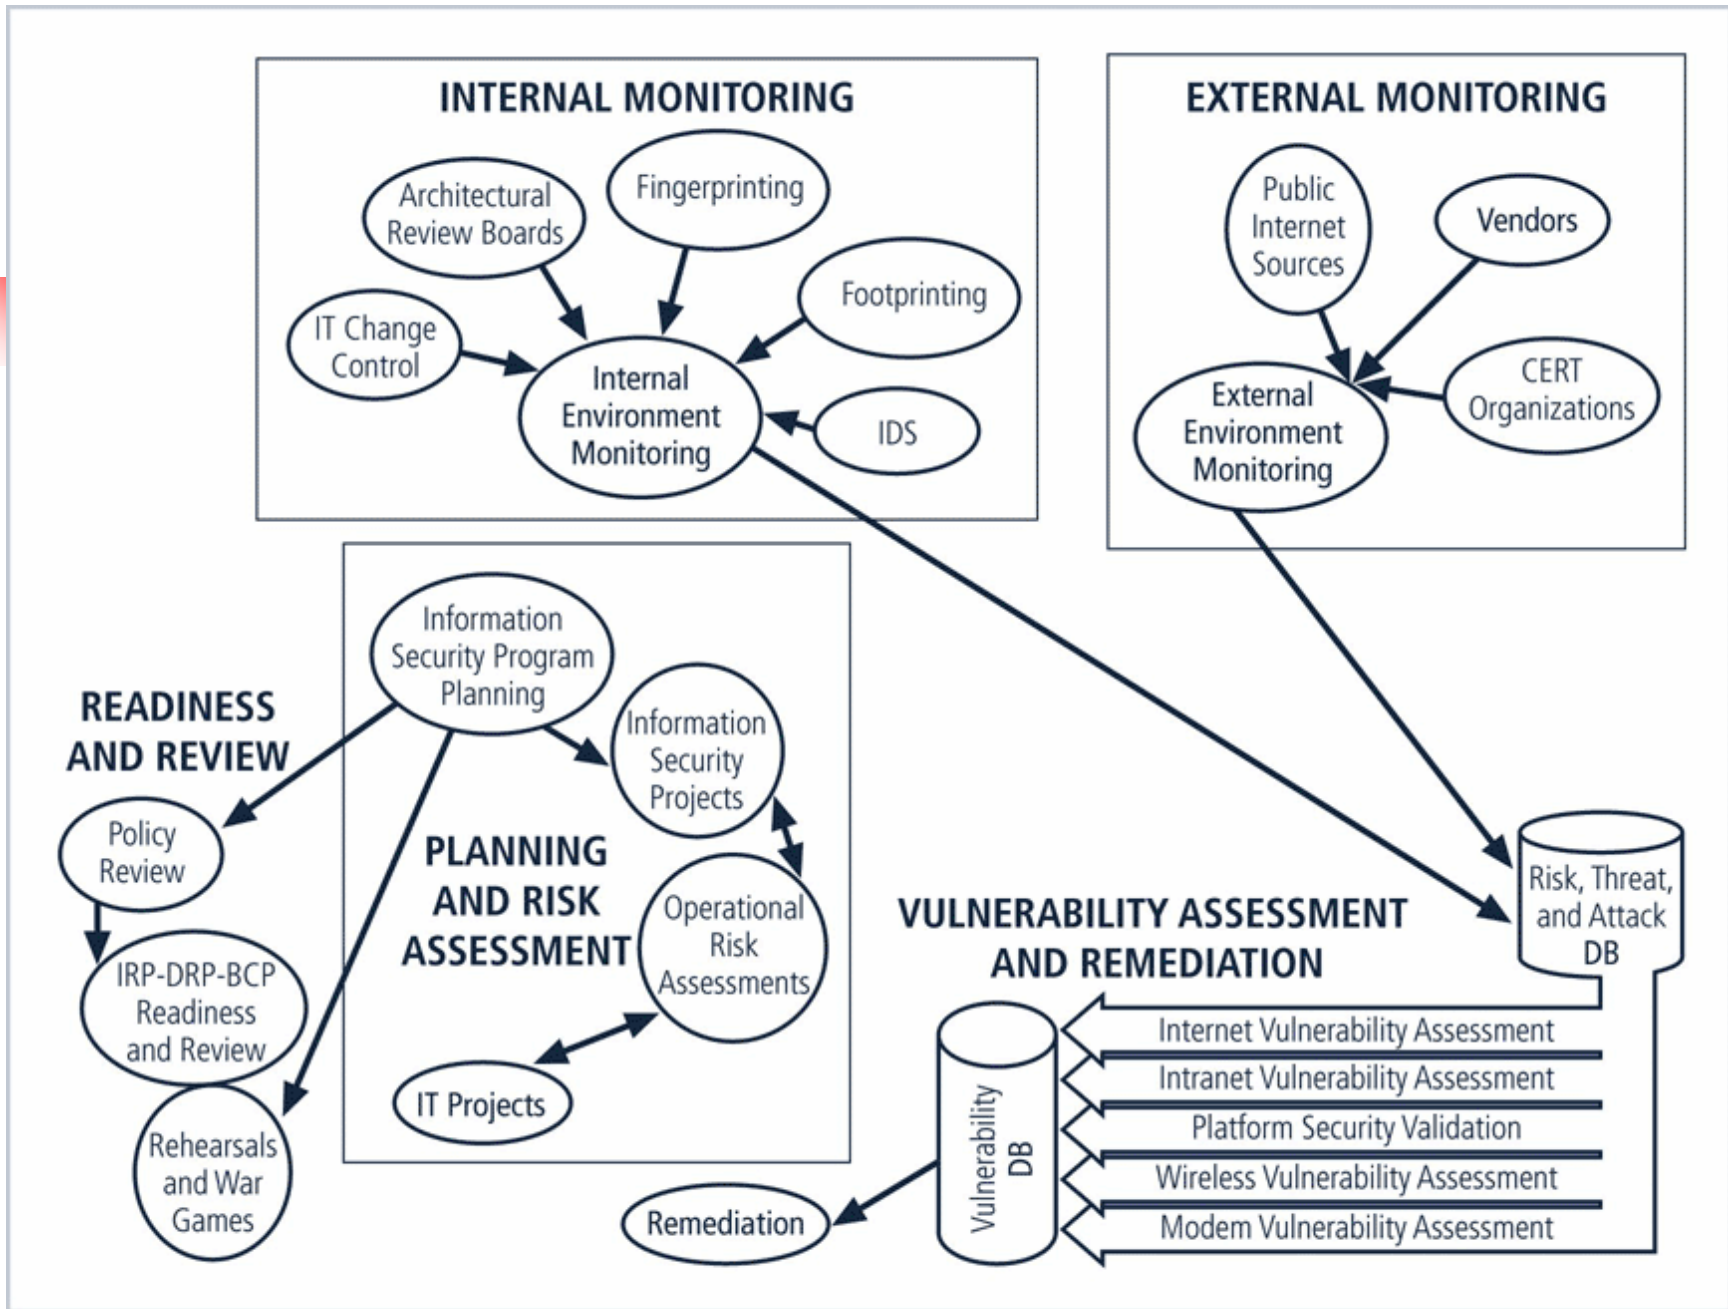 INTERNAL MONITORING
Architectural
Review Boards
Fingerprinting
Footprinting
IT Change
Control
Internal
Environment
Monitoring
IDS
EXTERNAL MONITORING
Public
Internet
Sources
Vendors
CERT
Organizations
External
Environment
Monitoring
READINESS
AND REVIEW
Policy
Review
IRP-DRP-BCP
Readiness
and Review
Rehearsals
and War
Games
Information
Security Program
Planning
Information
Security
Projects
PLANNING
AND RISK
ASSESSMENT
Operational
Risk
Assessments
IT Projects
VULNERABILITY ASSESSMENT
AND REMEDIATION
Risk, Threat,
and Attack
DB
Internet Vulnerability Assessment
Intranet Vulnerability Assessment
Platform Security Validation
Wireless Vulnerability Assessment
Modem Vulnerability Assessment
Vulnerability
DB
Remediation